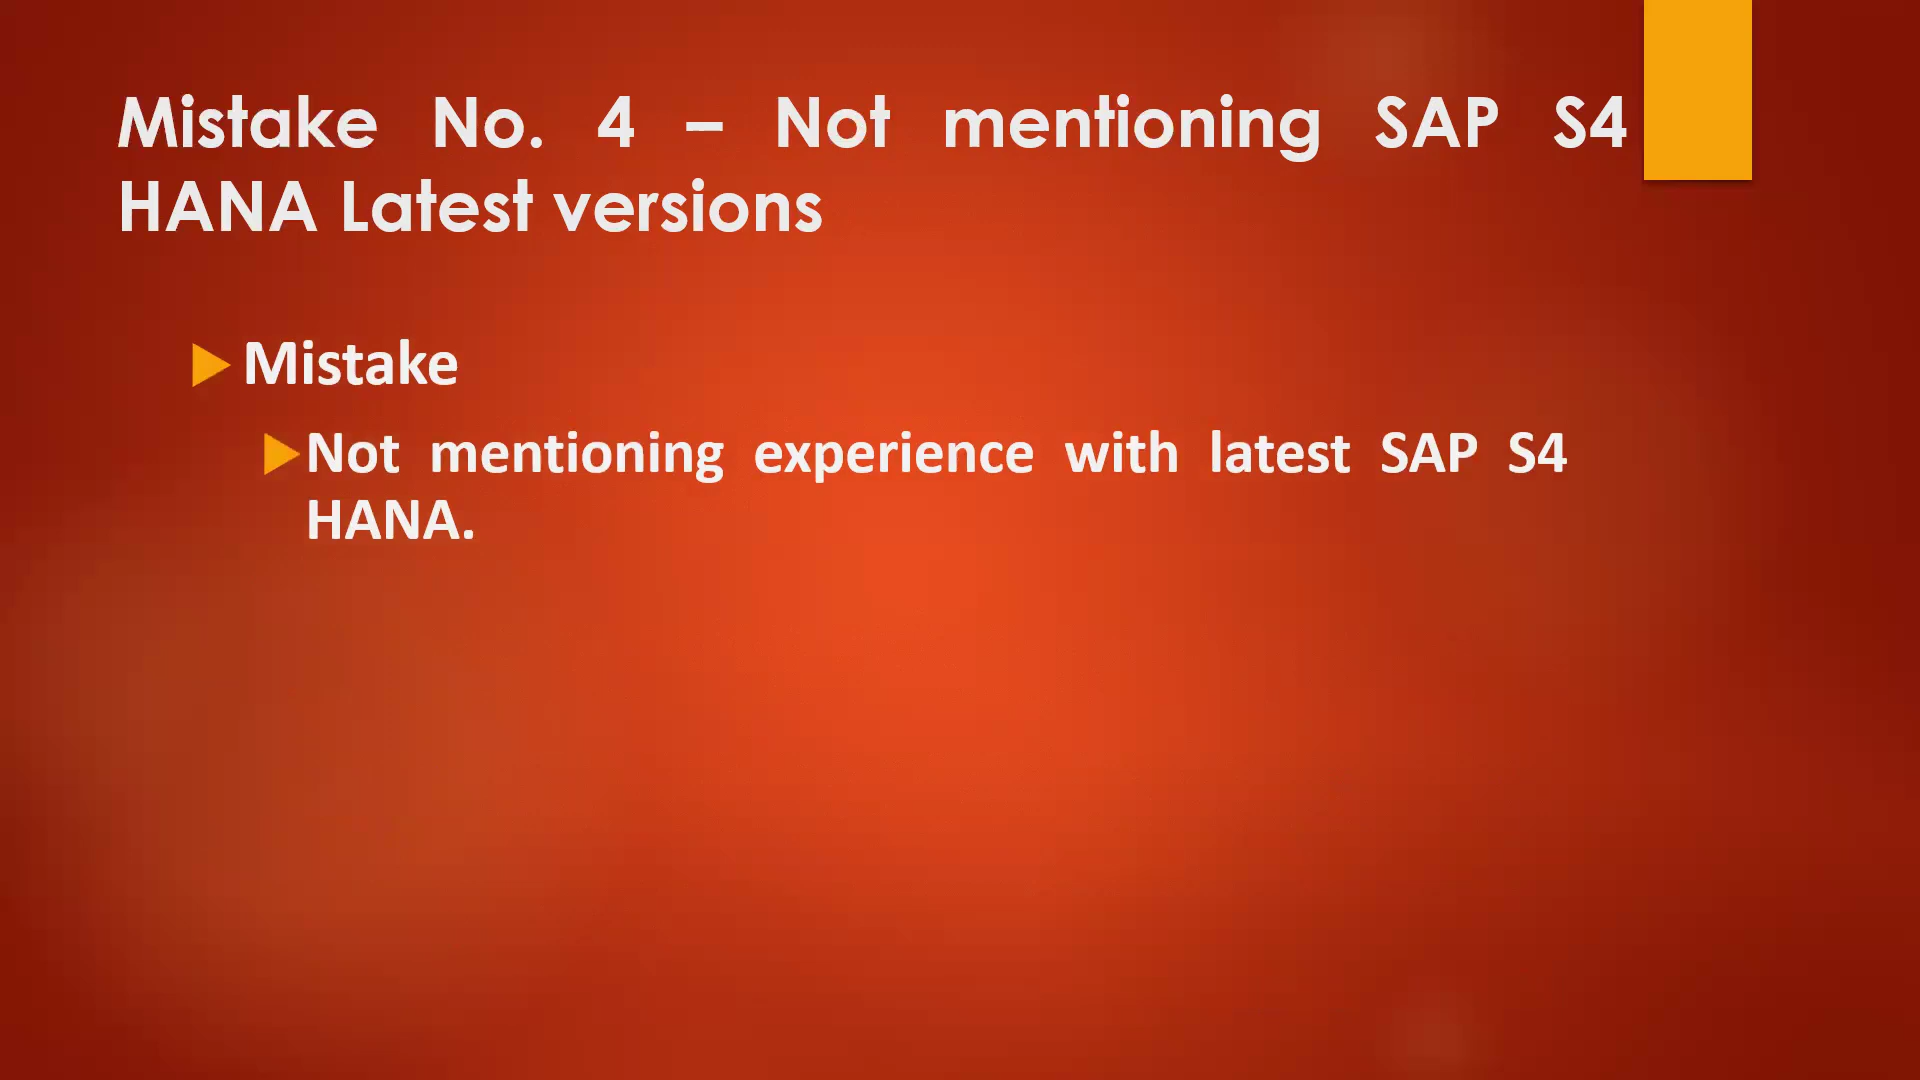 Mistake No. 4 – Not mentioning SAP S4
HANA Latest versions
Mistake
Not mentioning experience with latest SAP S4
HANA.